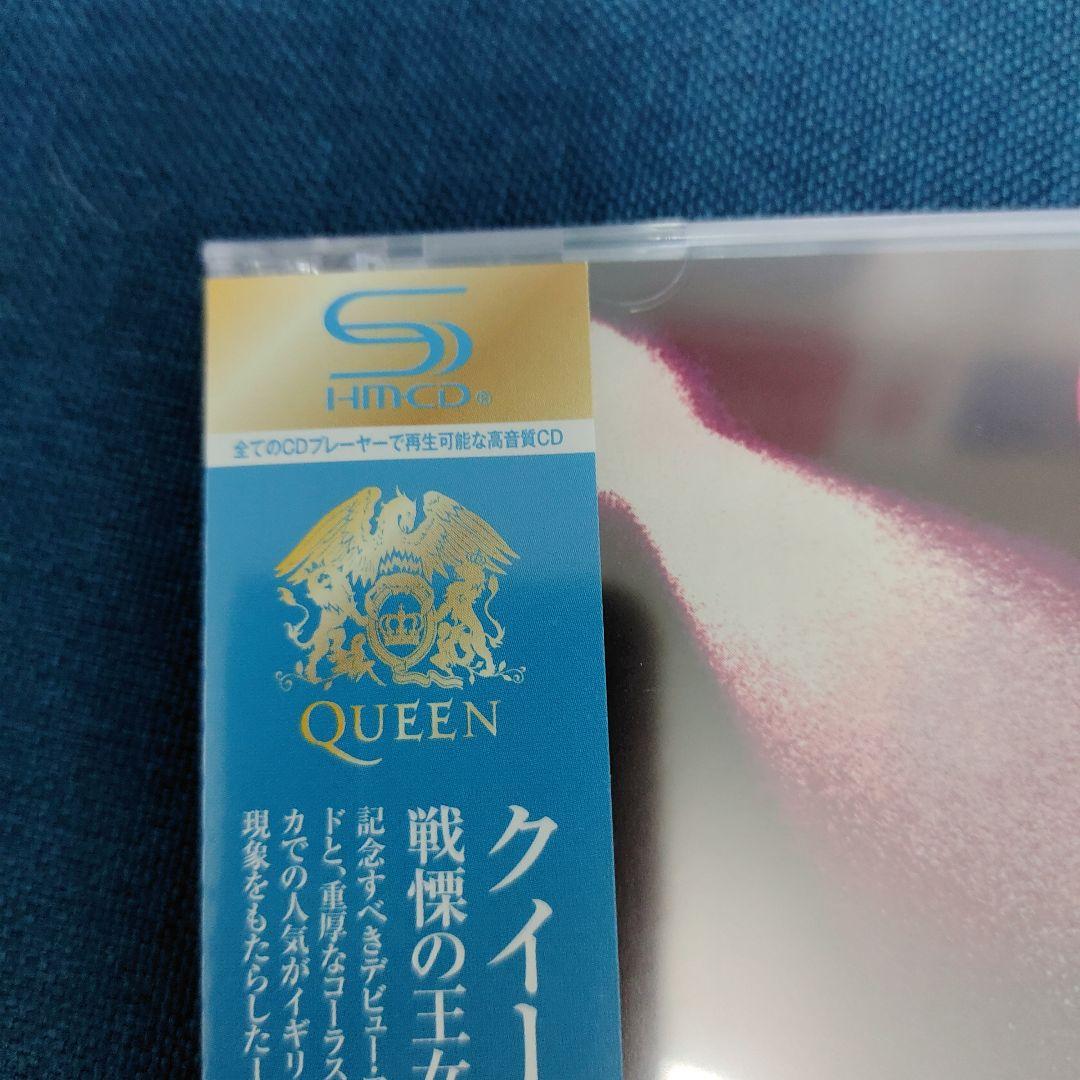 HM-CD®
全てのCDプレーヤーで再生可能な高音質CD
QUEEN
クイー
戦慄の王女
記念すべきデビュー・
ドと、重厚なコーラス
カでの人気がイギリ
現象をもたらした